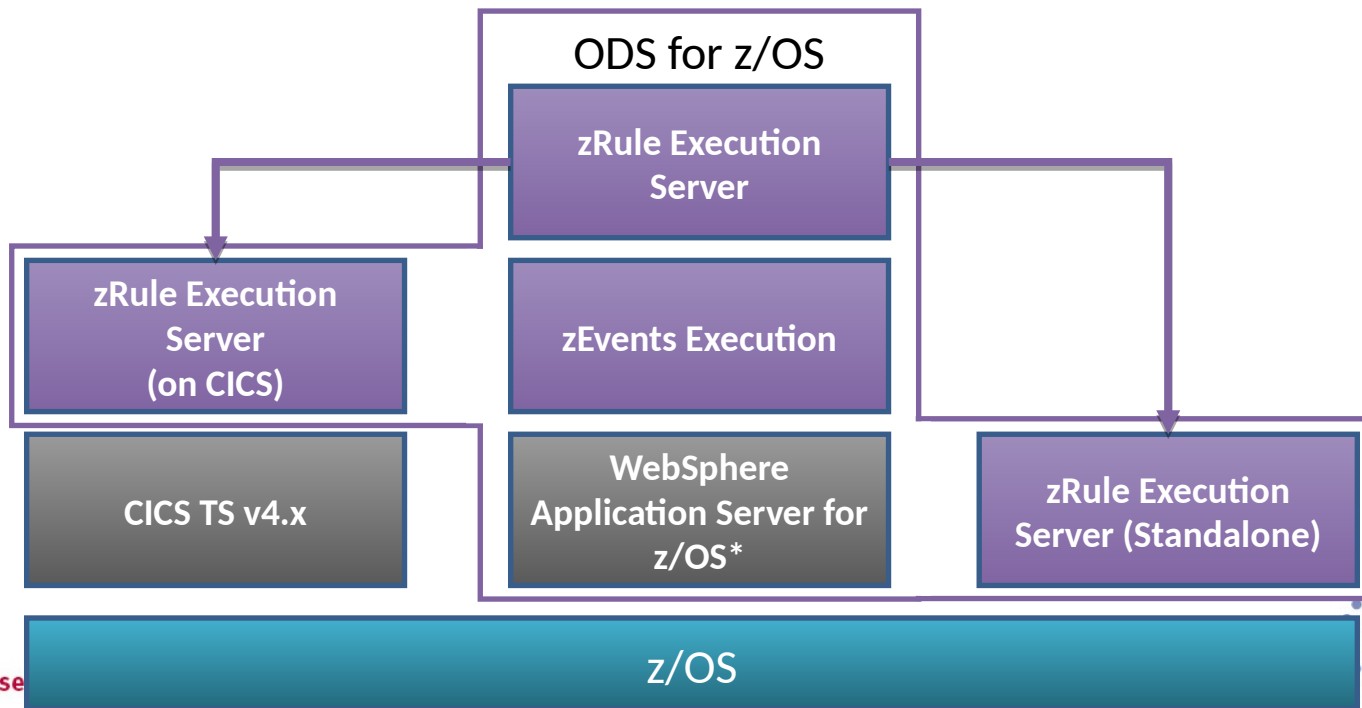 ODS for z/OS
zRule Execution
Server
zRule Execution
Server
(on CICS)
zEvents Execution
CICS TS v4.x
WebSphere
Application Server for
z/OS*
zRule Execution
Server (Standalone)
z/OS
se